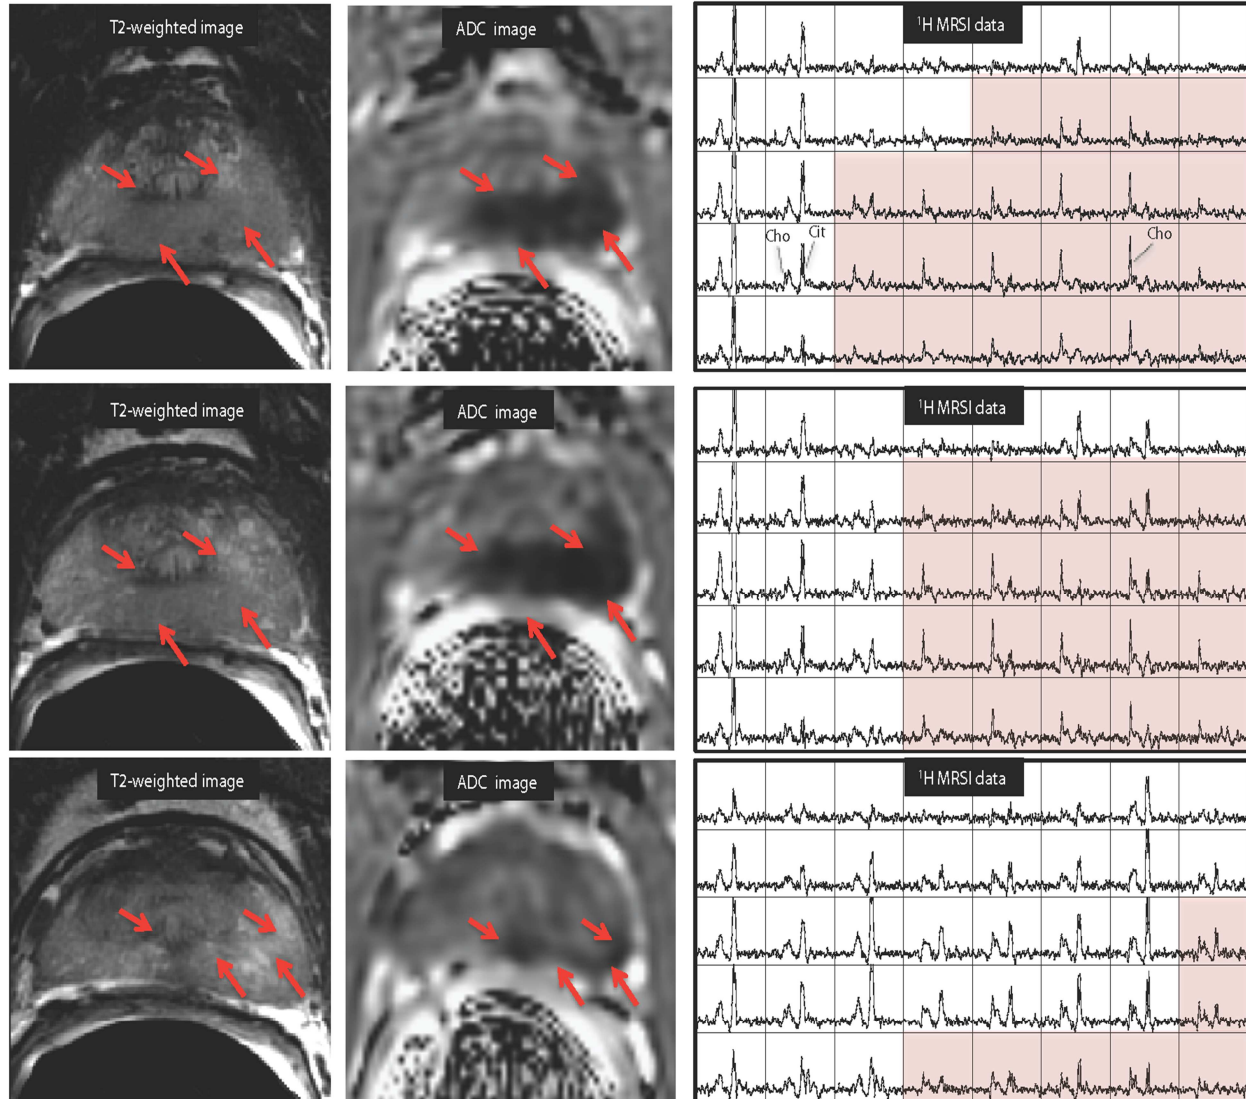 T2-weighted image
ADC image
¹H MRSI data
Cho
Cit
Cho
T2-weighted image
ADC image
¹H MRSI data
T2-weighted image
ADC image
¹H MRSI data